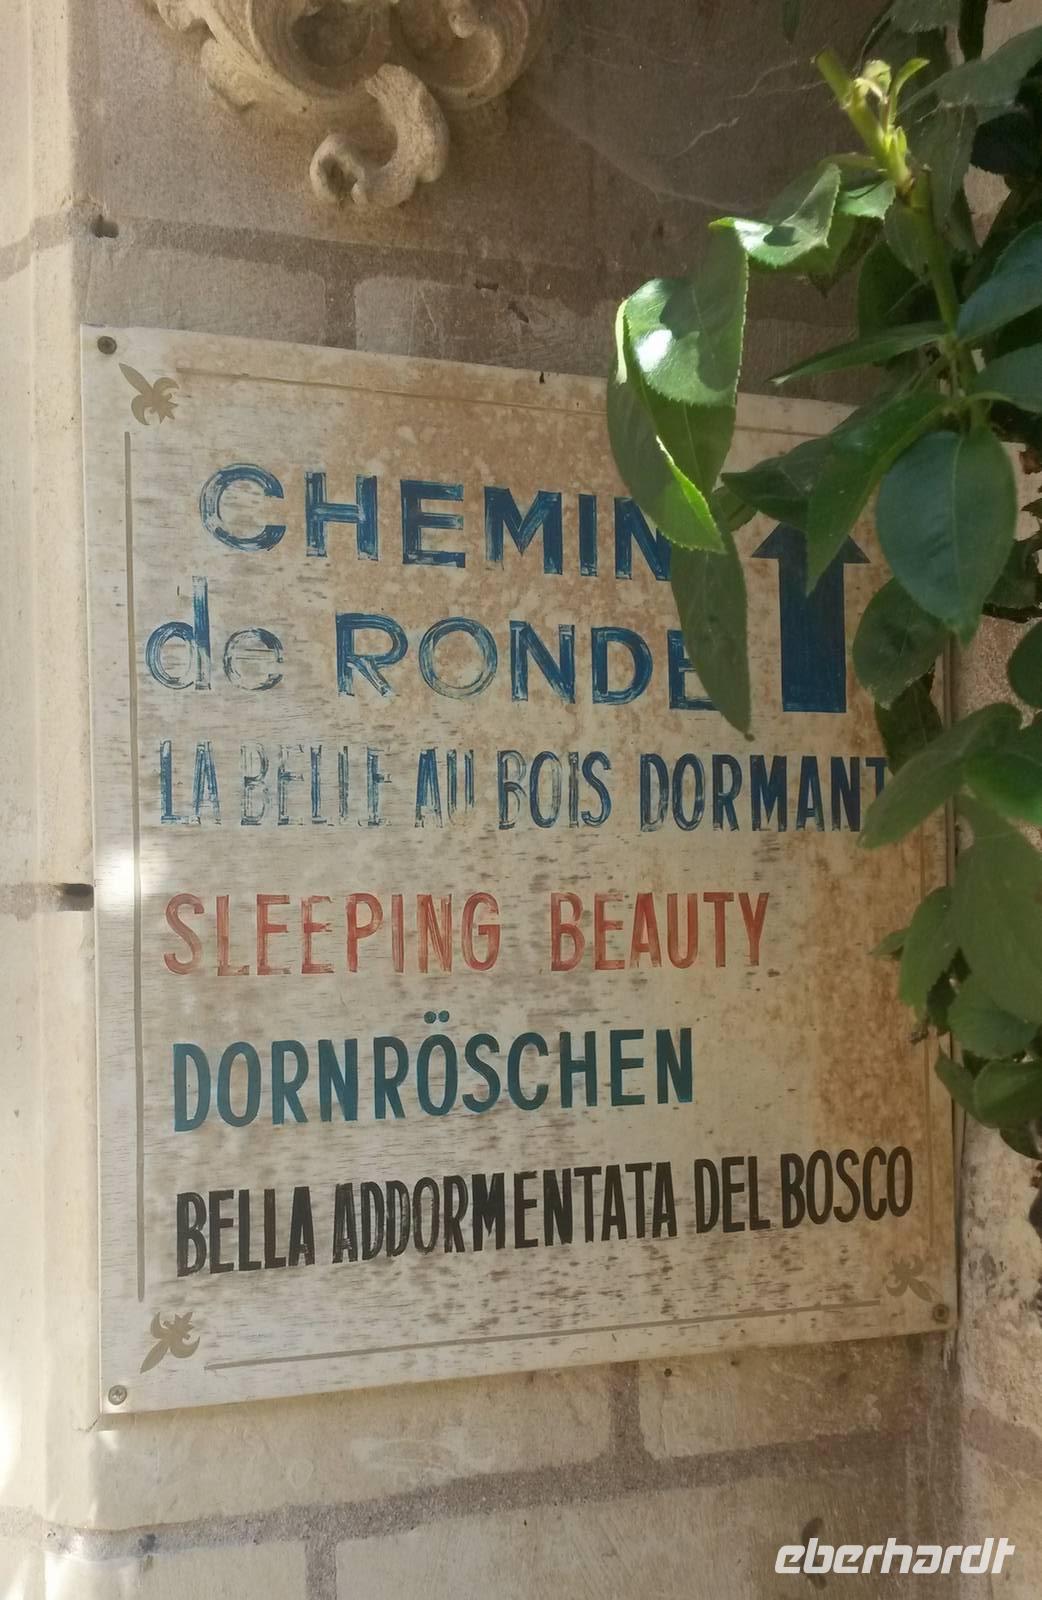 CHEMIN
de RONDE
LA BELLE AU BOIS DORMANT
SLEEPING BEAUTY
DORNRÖSCHEN
BELLA ADDORMENTATA DEL BOSCO
eberhardt